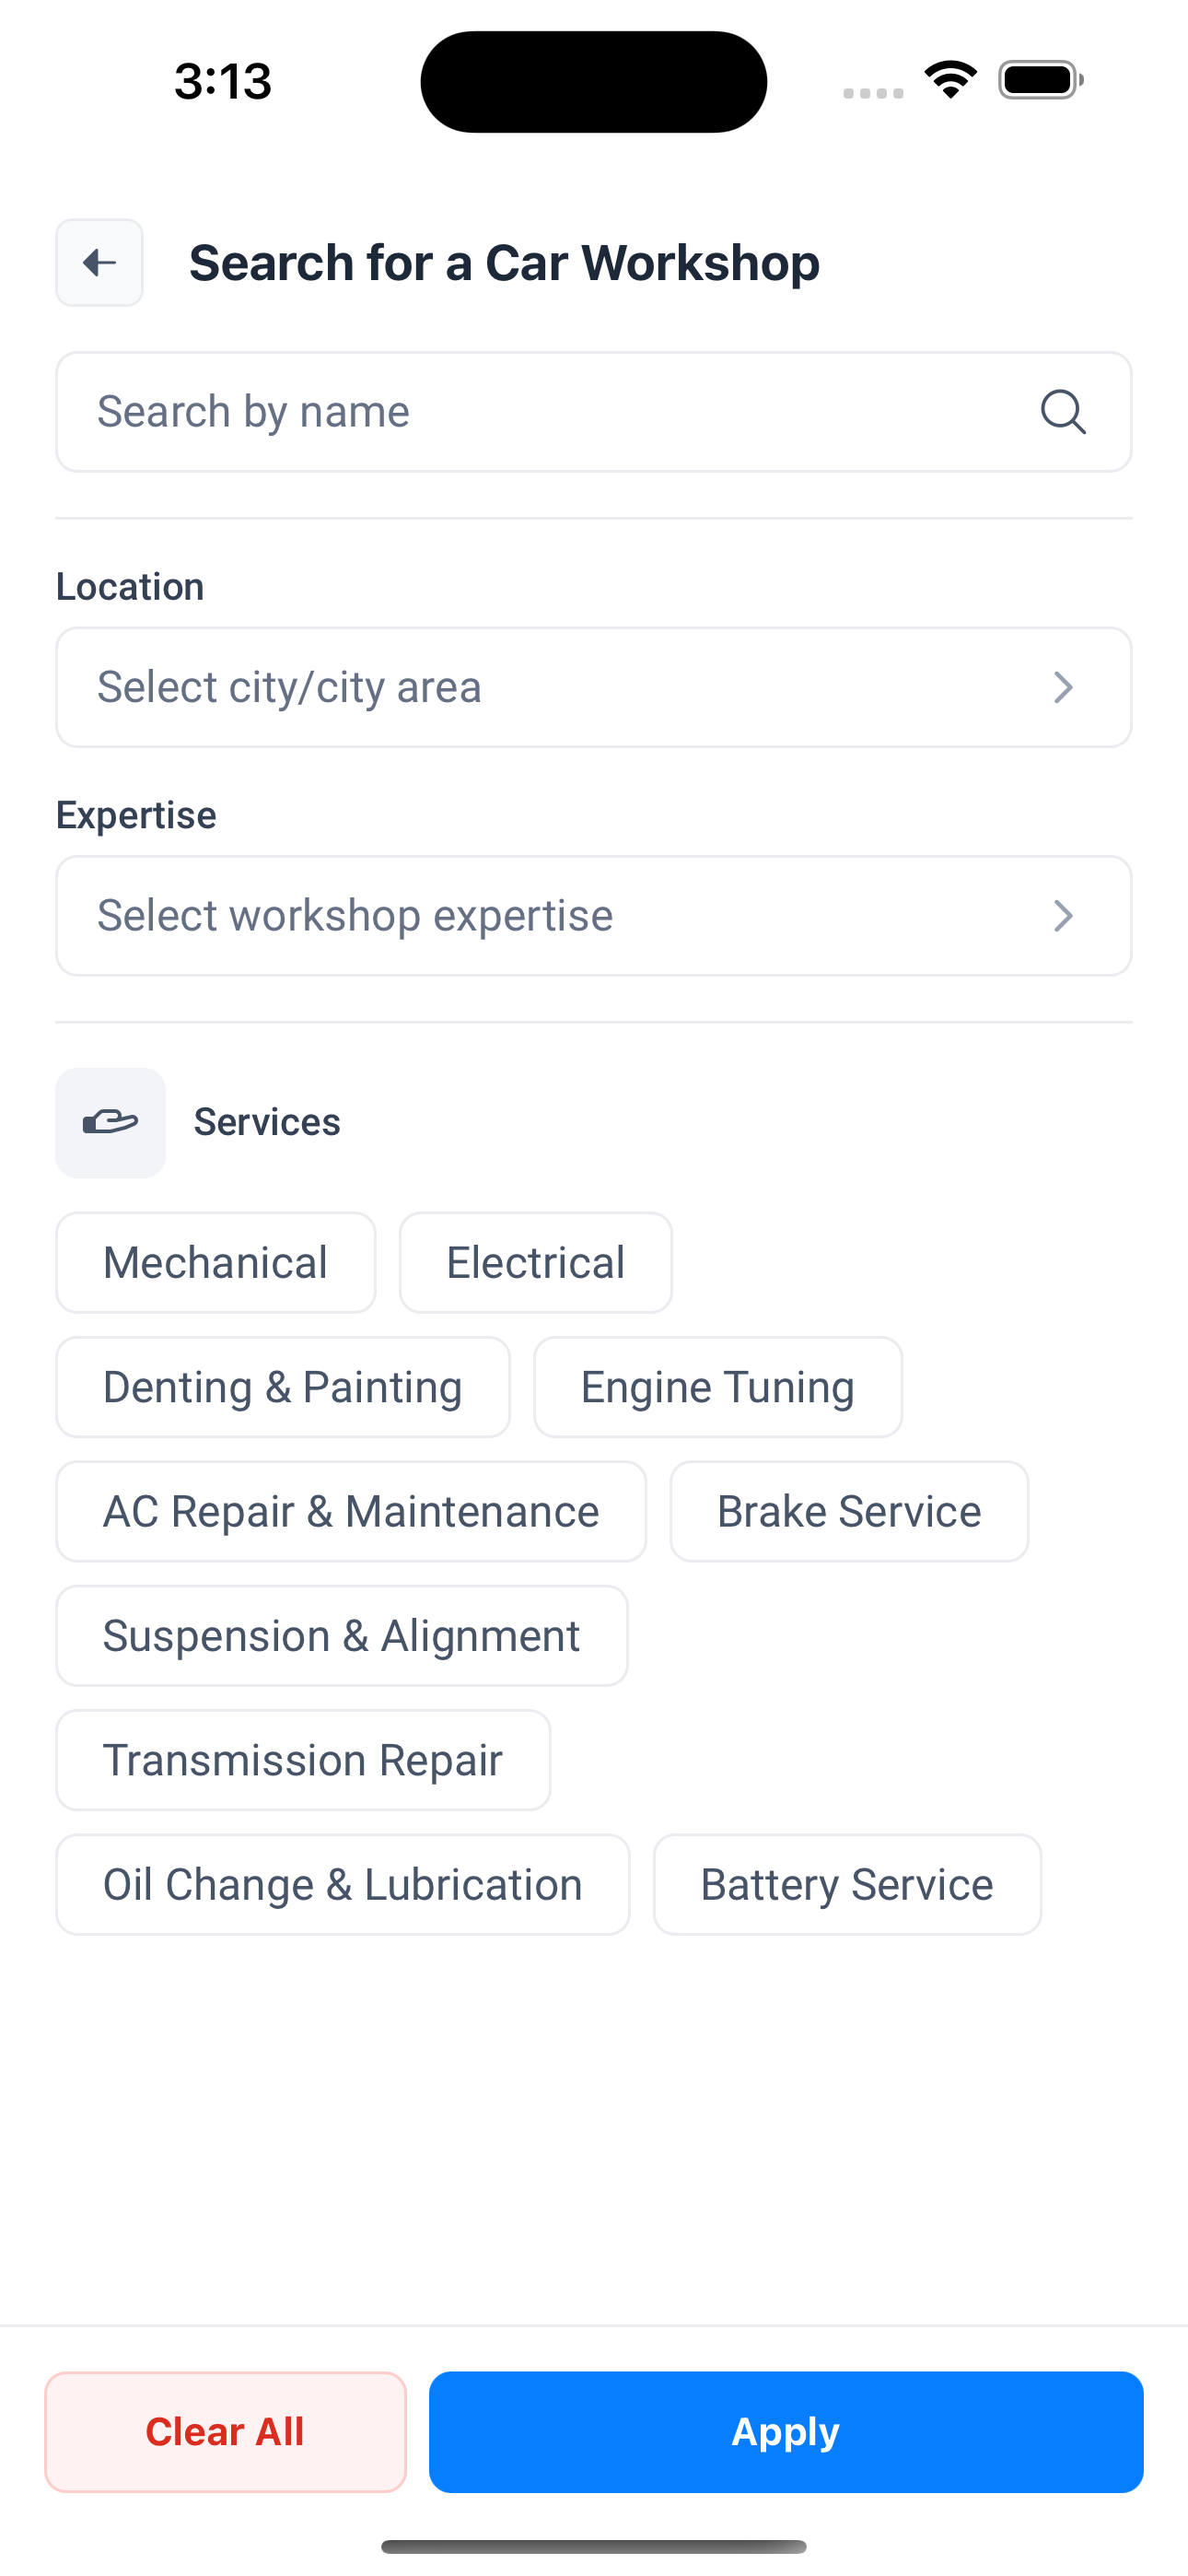 3:13
Search for a Car Workshop
Search by name
Location
Select city/city area
Expertise
Select workshop expertise
Services
Mechanical
Electrical
Denting & Painting
Engine Tuning
AC Repair & Maintenance
Brake Service
Suspension & Alignment
Transmission Repair
Oil Change & Lubrication
Battery Service
Clear All
Apply